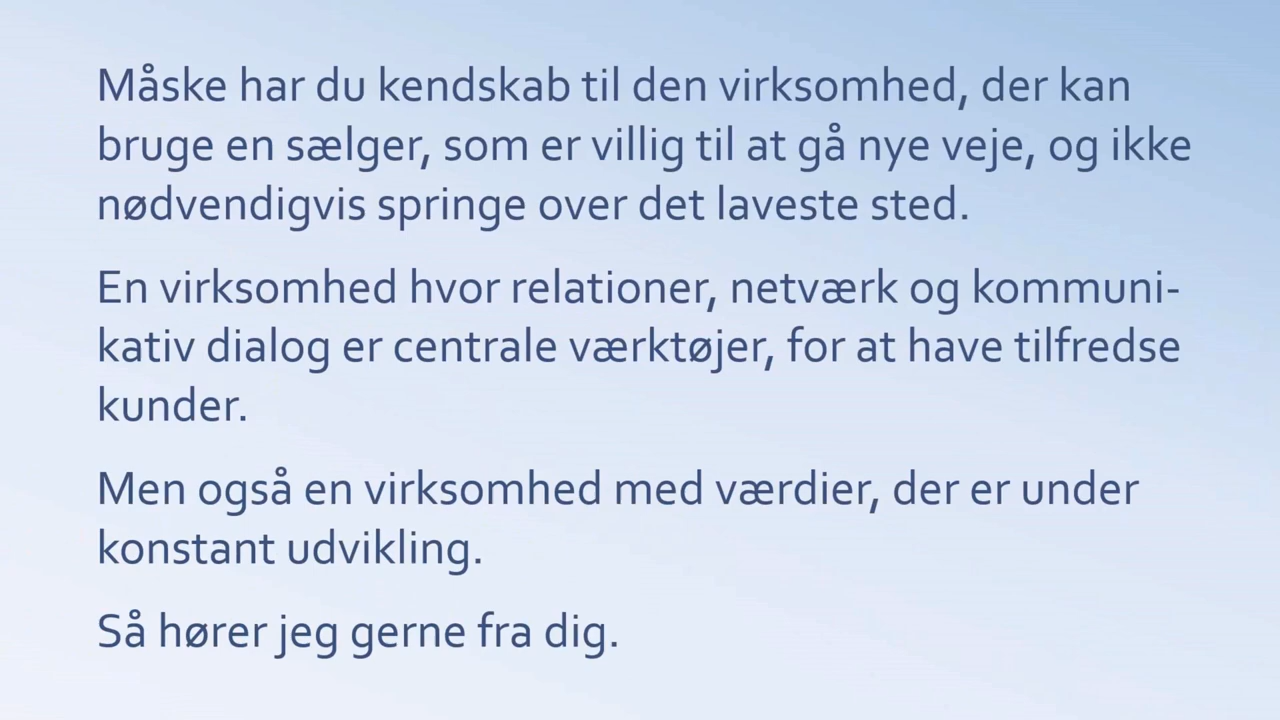 Måske har du kendskab til den virksomhed, der kan
bruge en sælger, som er villig til at gå nye veje, og ikke
nødvendigvis springe over det laveste sted.
En virksomhed hvor relationer, netværk og kommuni-
kativ dialog er centrale værktøjer, for at have tilfredse
kunder.
Men også en virksomhed med værdier, der er under
konstant udvikling.
Så hører jeg gerne fra dig.